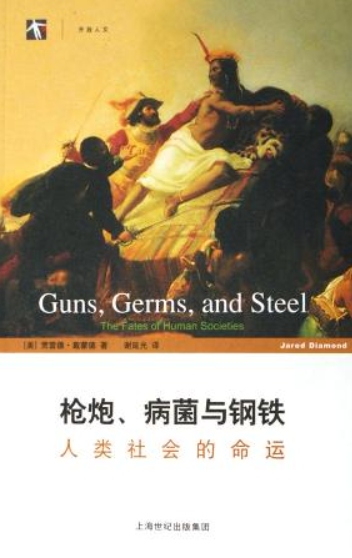 开放人文
Guns, Germs, and Steel
The Fates of Human Societies
[美] 贾雷德·戴蒙德 著 谢延光 译
Jared Diamond
枪炮、病菌与钢铁
人类社会的命运
上海世纪出版集团